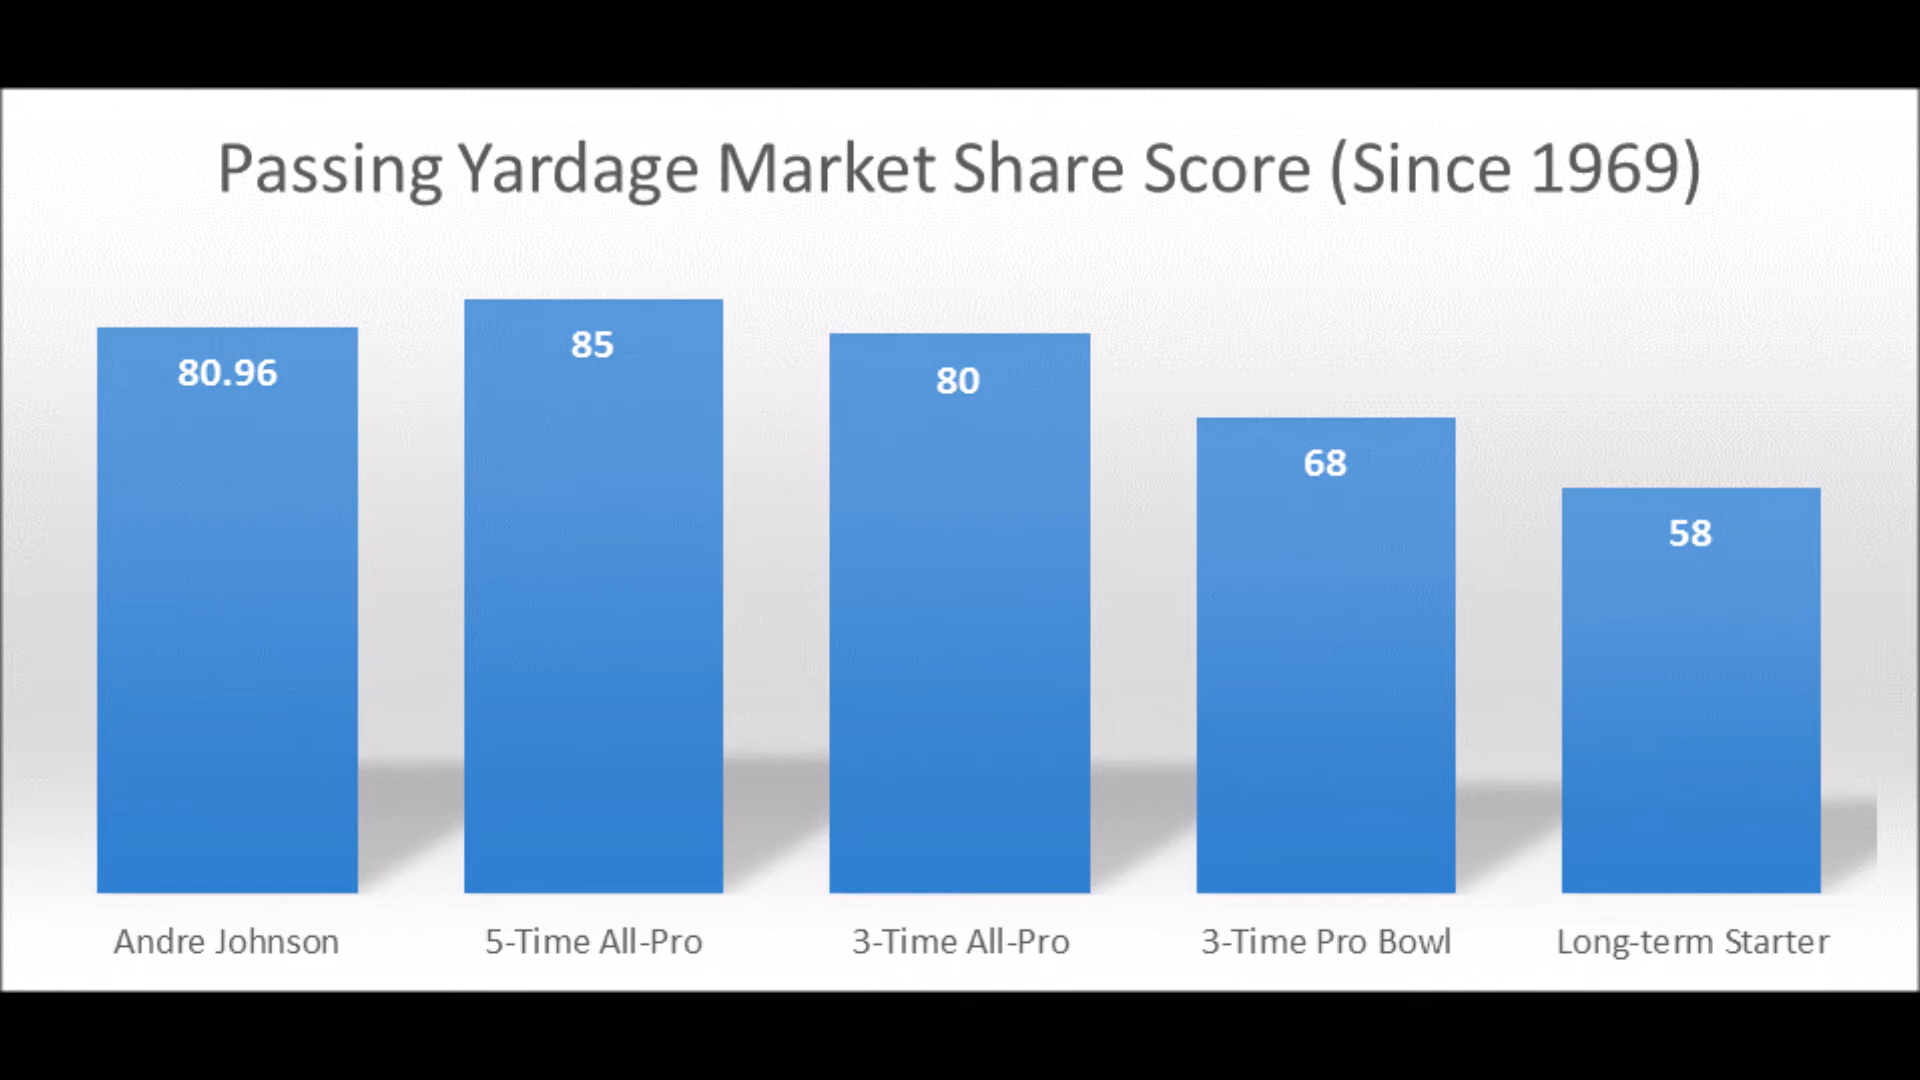 Passing Yardage Market Share Score (Since 1969)
80.96
85
80
68
58
Andre Johnson
5-Time All-Pro
3-Time All-Pro
3-Time Pro Bowl
Long-term Starter